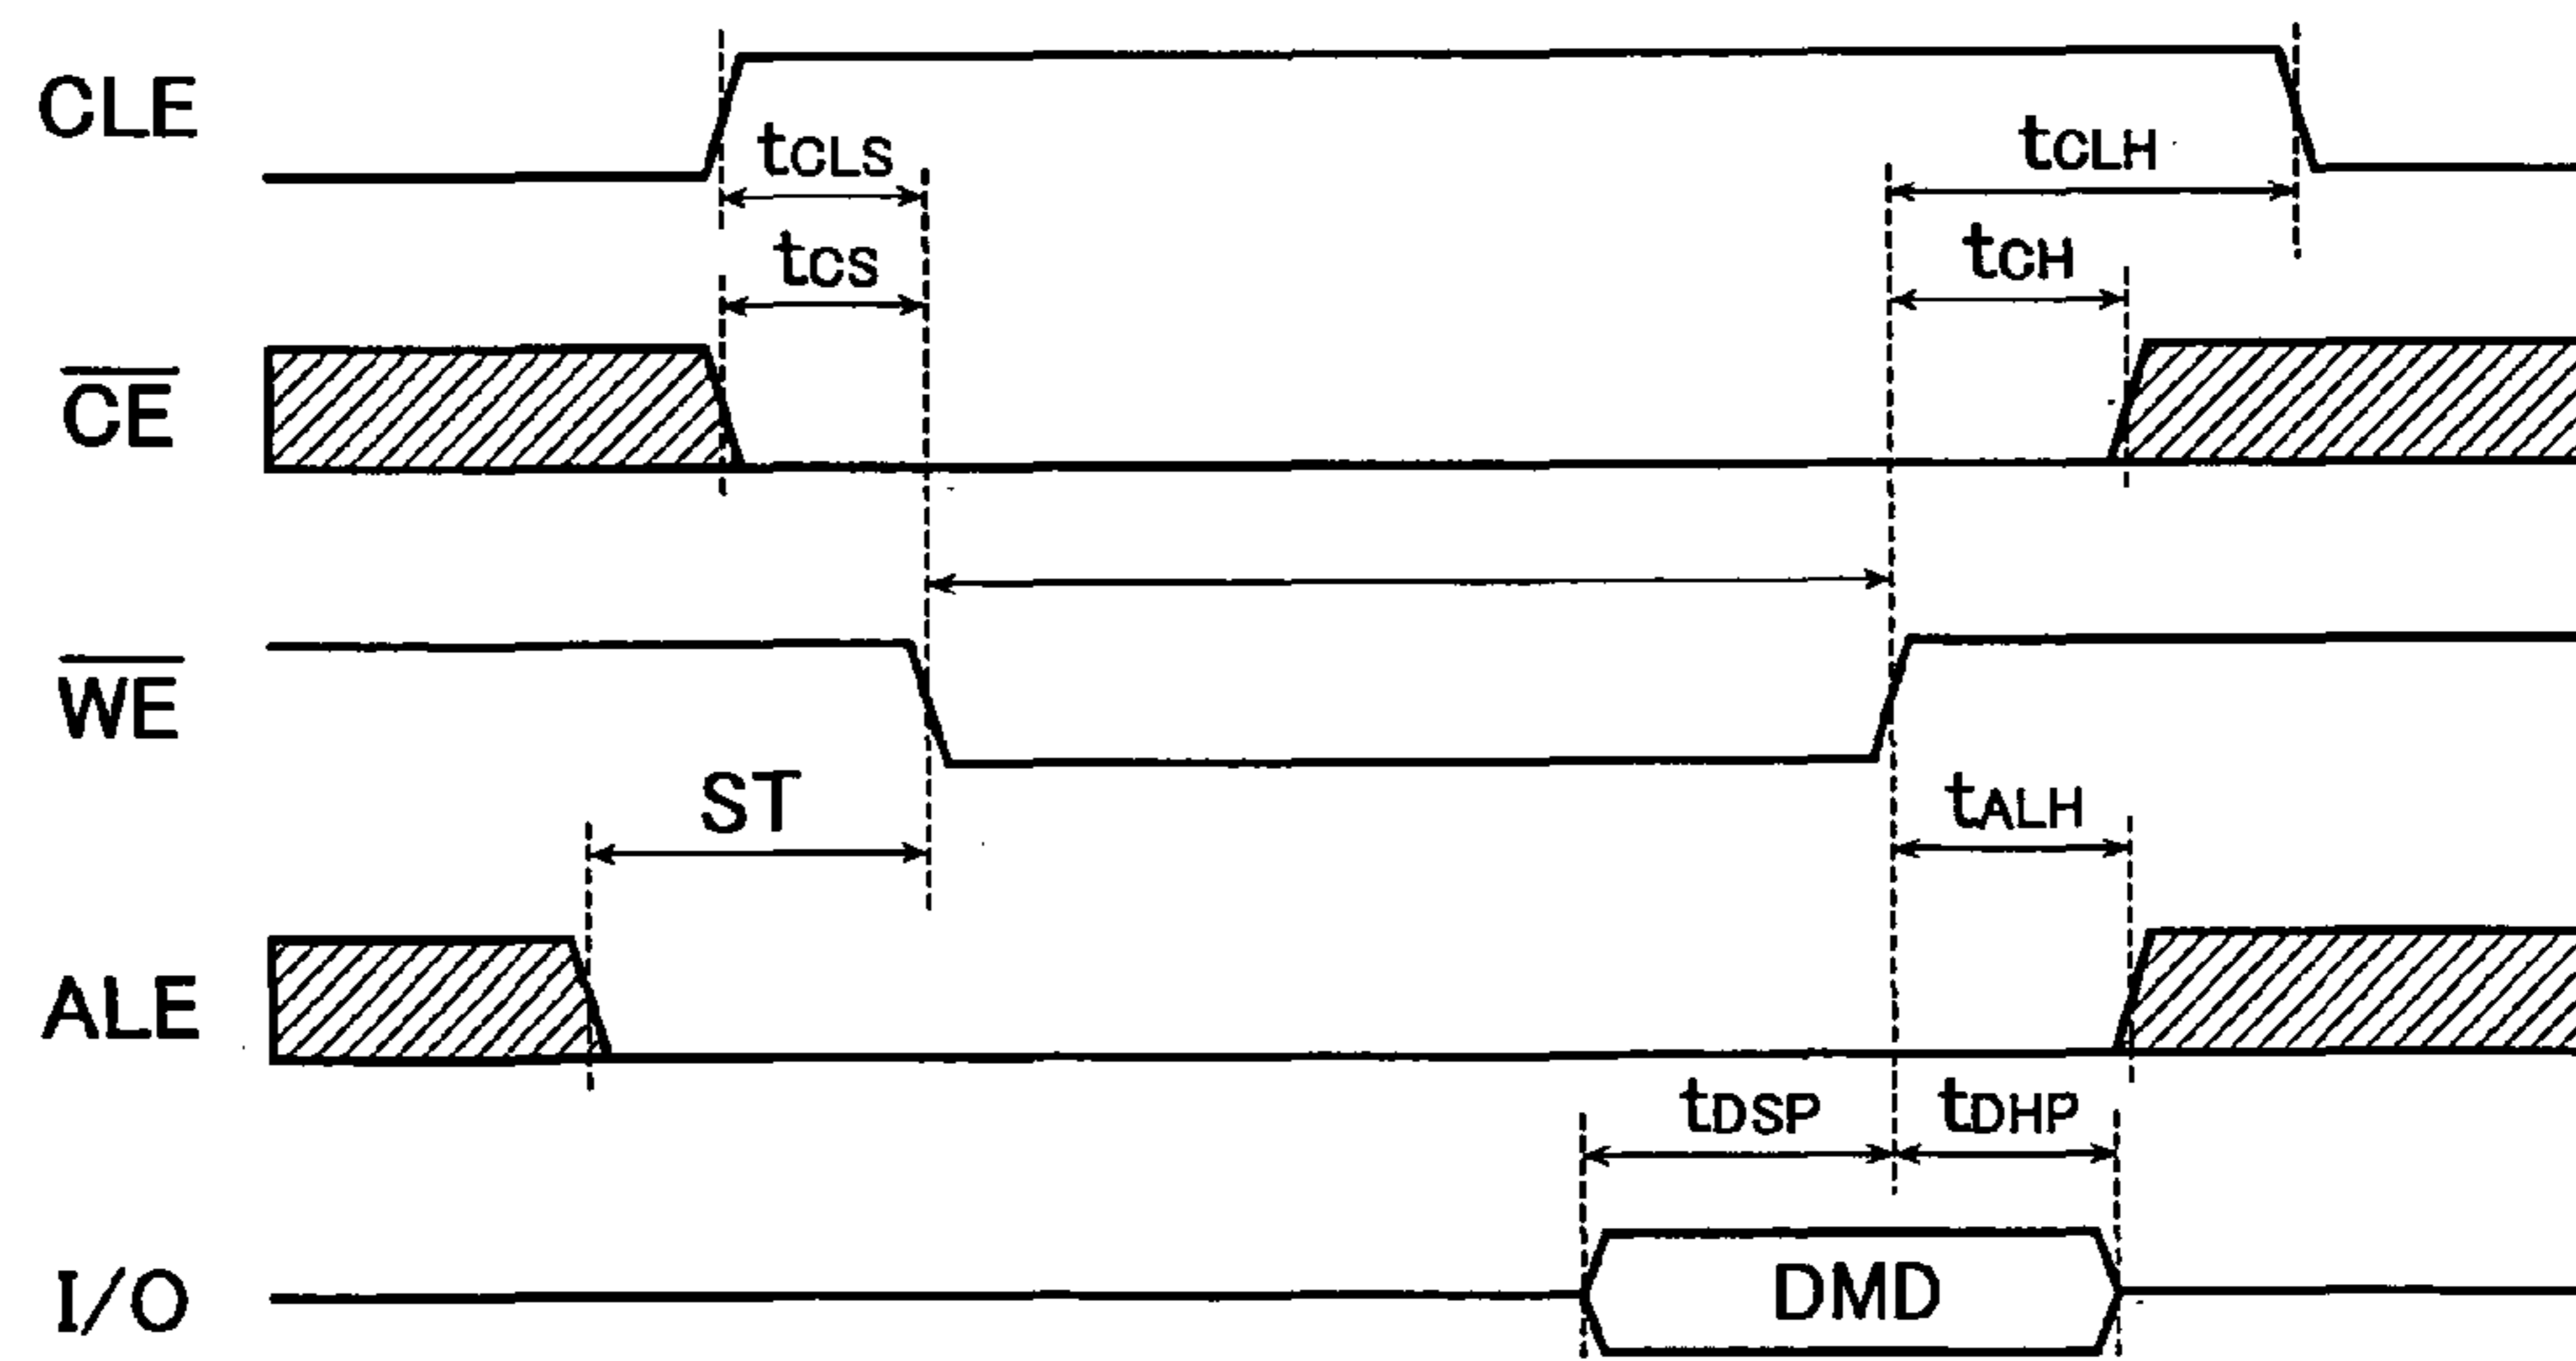 CLE
tCLS
tCLH
tCS
tCH
CE
WE
ST
tALH
ALE
tDSP
tDHP
I/O
DMD